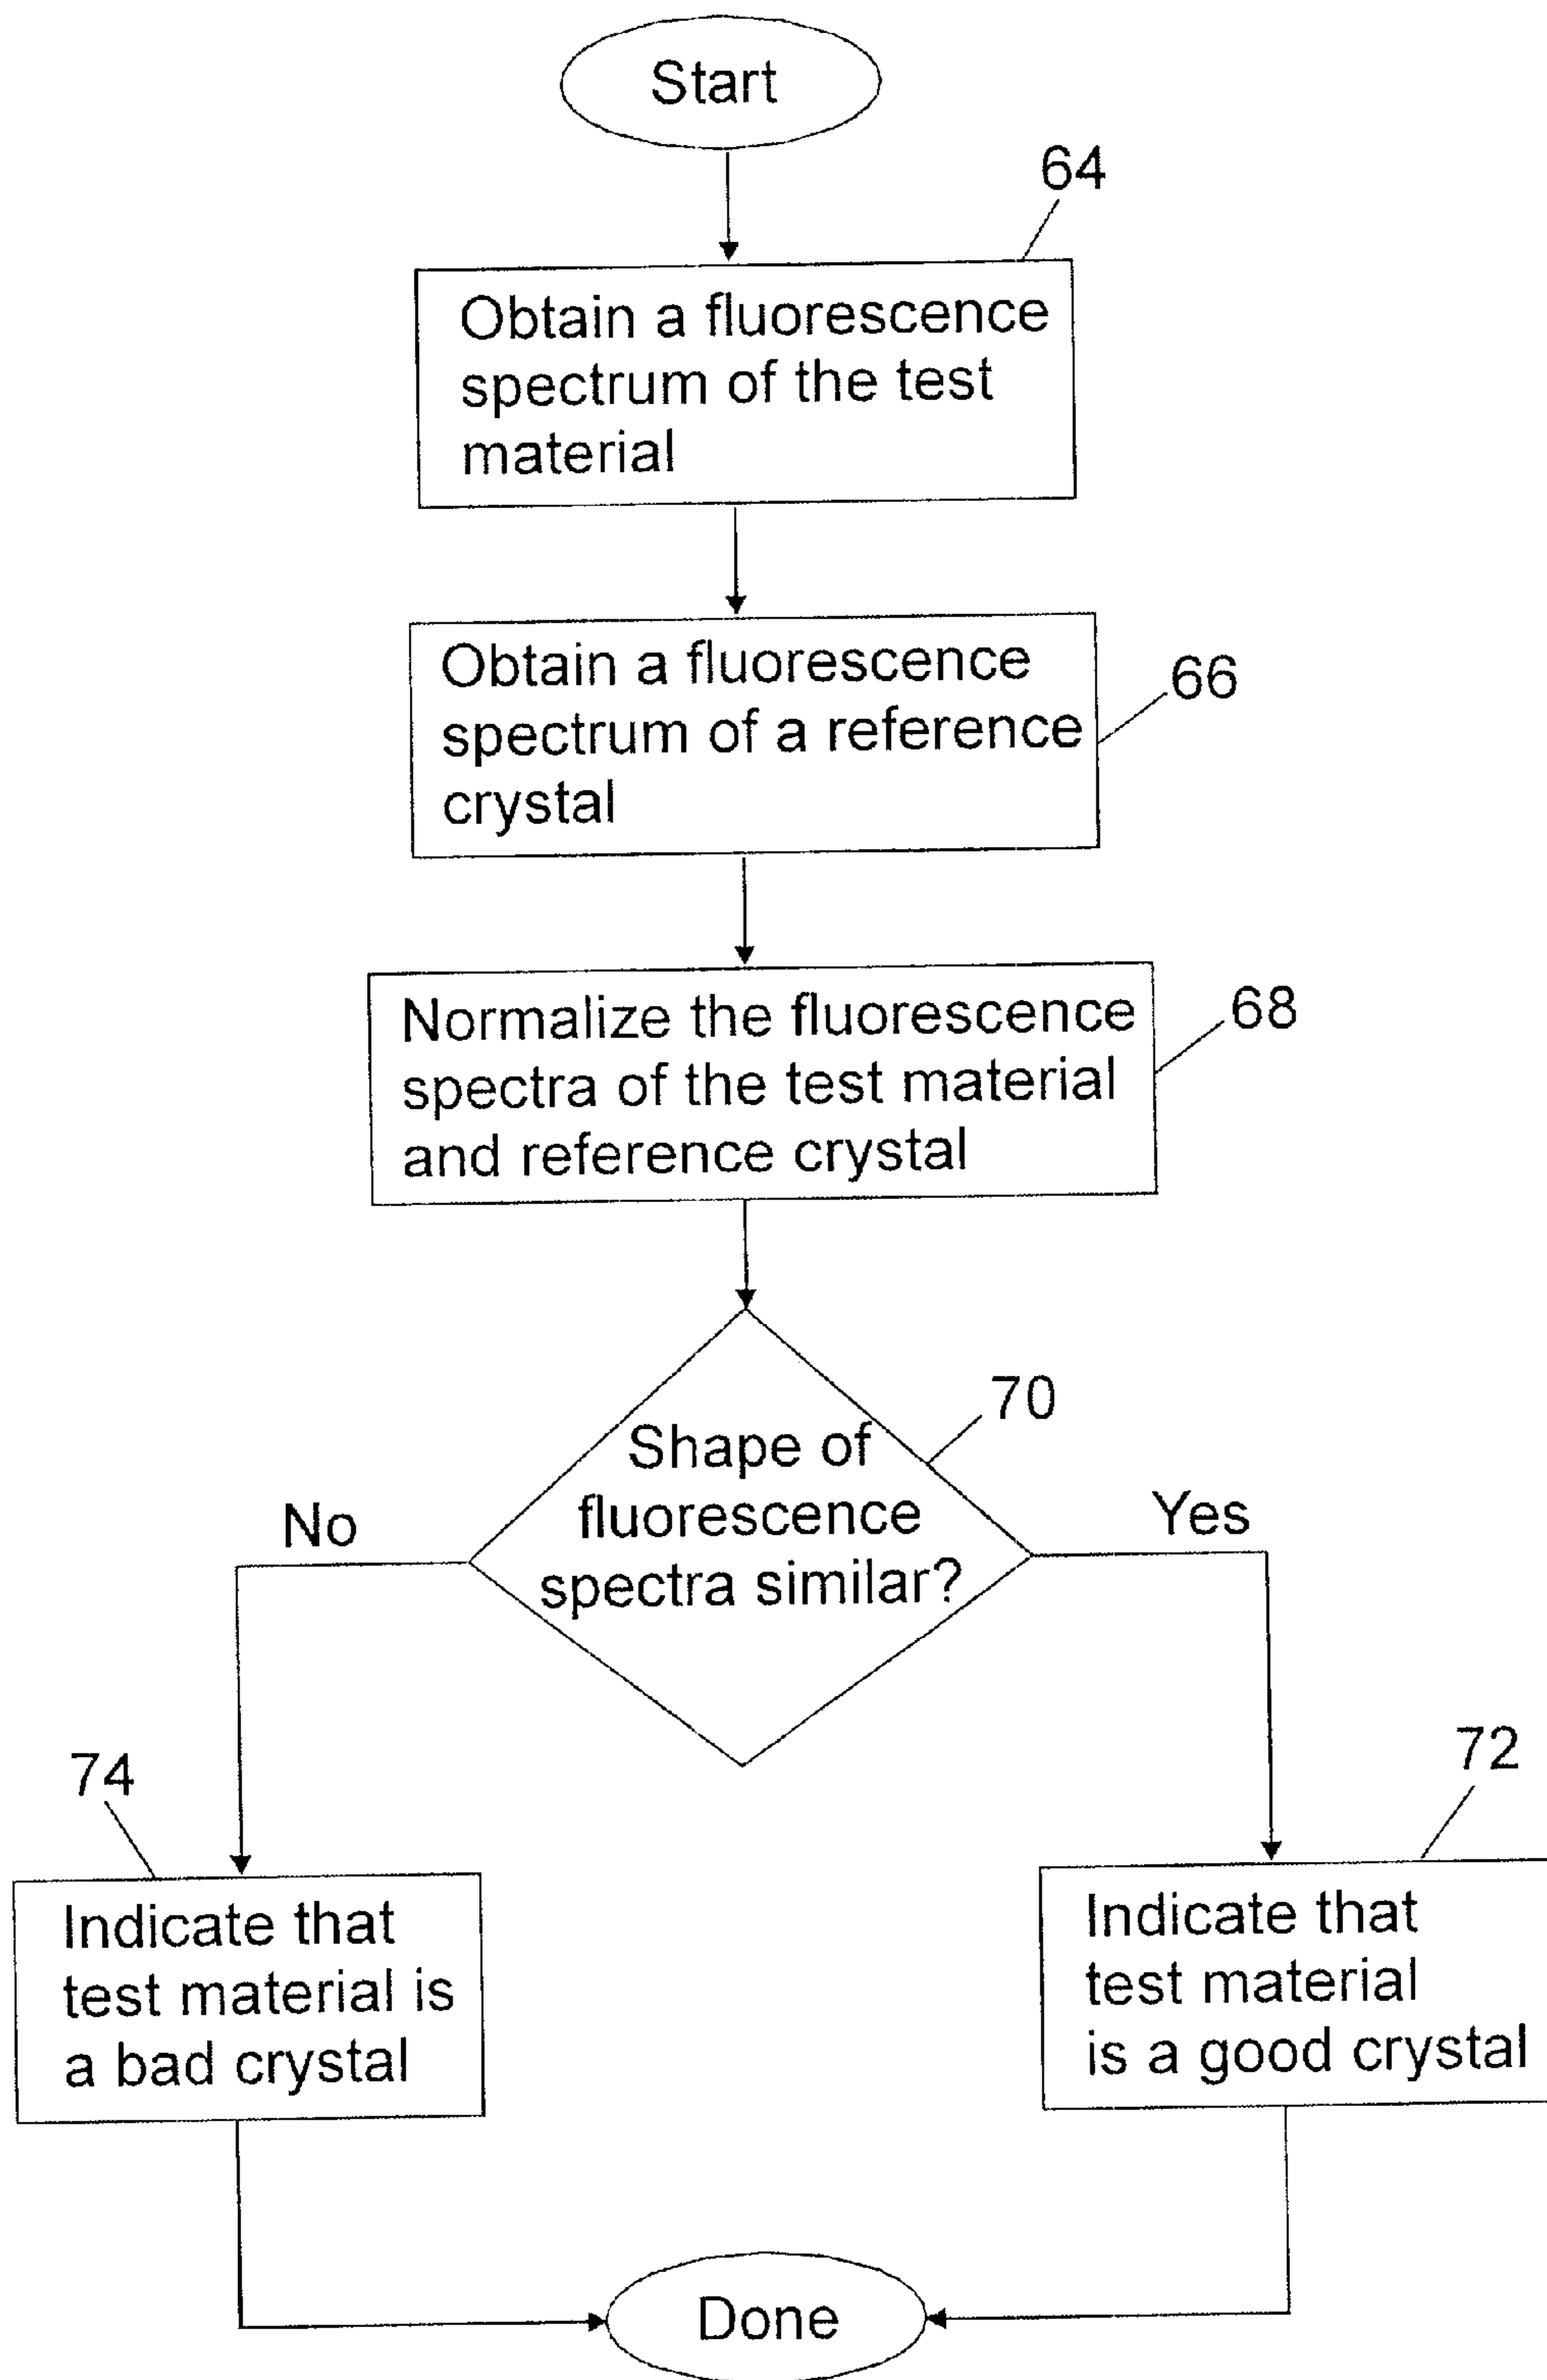 Start
64
Obtain a fluorescence
spectrum of the test
material
Obtain a fluorescence
spectrum of a reference
crystal
66
Normalize the fluorescence
spectra of the test material
and reference crystal
68
70
Shape of
fluorescence
spectra similar?
No
Yes
74
72
Indicate that
test material is
a bad crystal
Indicate that
test material
is a good crystal
Done